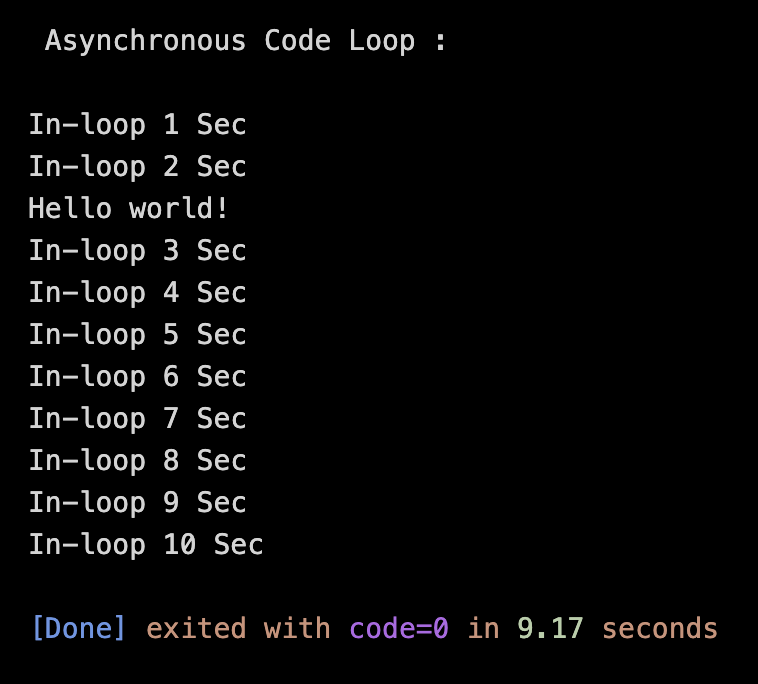 Asynchronous Code Loop :
In-loop 1 Sec
In-loop 2 Sec
Hello world!
In-loop 3 Sec
In-loop 4 Sec
In-loop 5 Sec
In-loop 6 Sec
In-loop 7 Sec
In-loop 8 Sec
In-loop 9 Sec
In-loop 10 Sec
[Done] exited with code=0 in 9.17 seconds